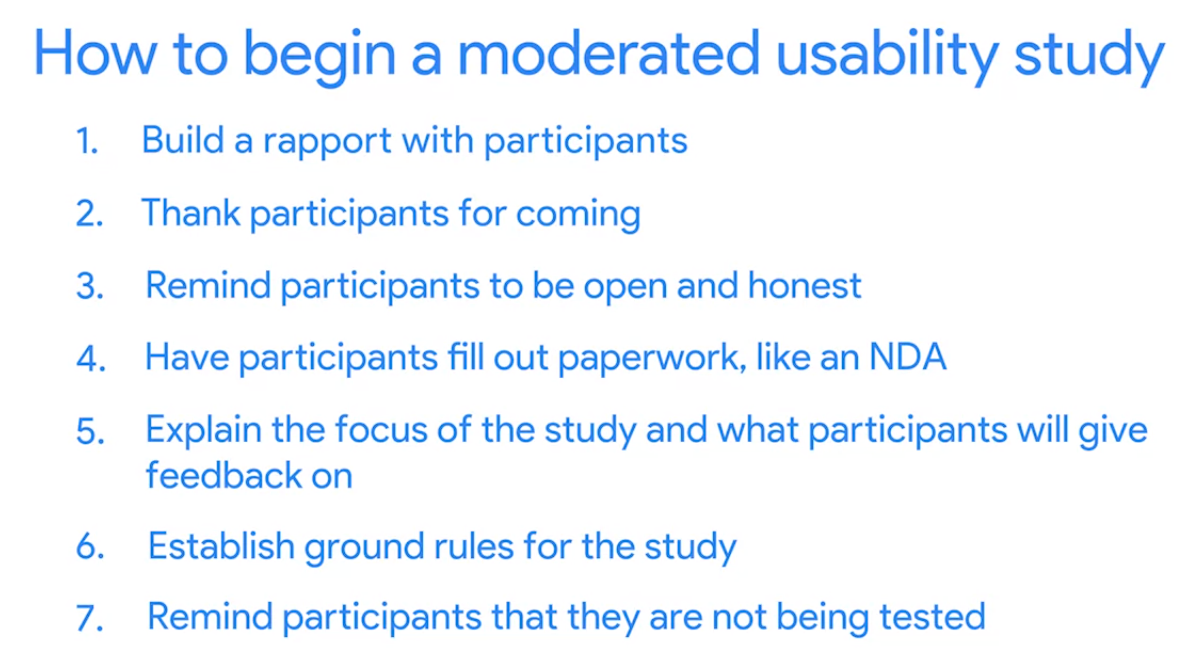 How to begin a moderated usability study
1. Build a rapport with participants
2. Thank participants for coming
3. Remind participants to be open and honest
4. Have participants fill out paperwork, like an NDA
5. Explain the focus of the study and what participants will give
feedback on
6. Establish ground rules for the study
7. Remind participants that they are not being tested